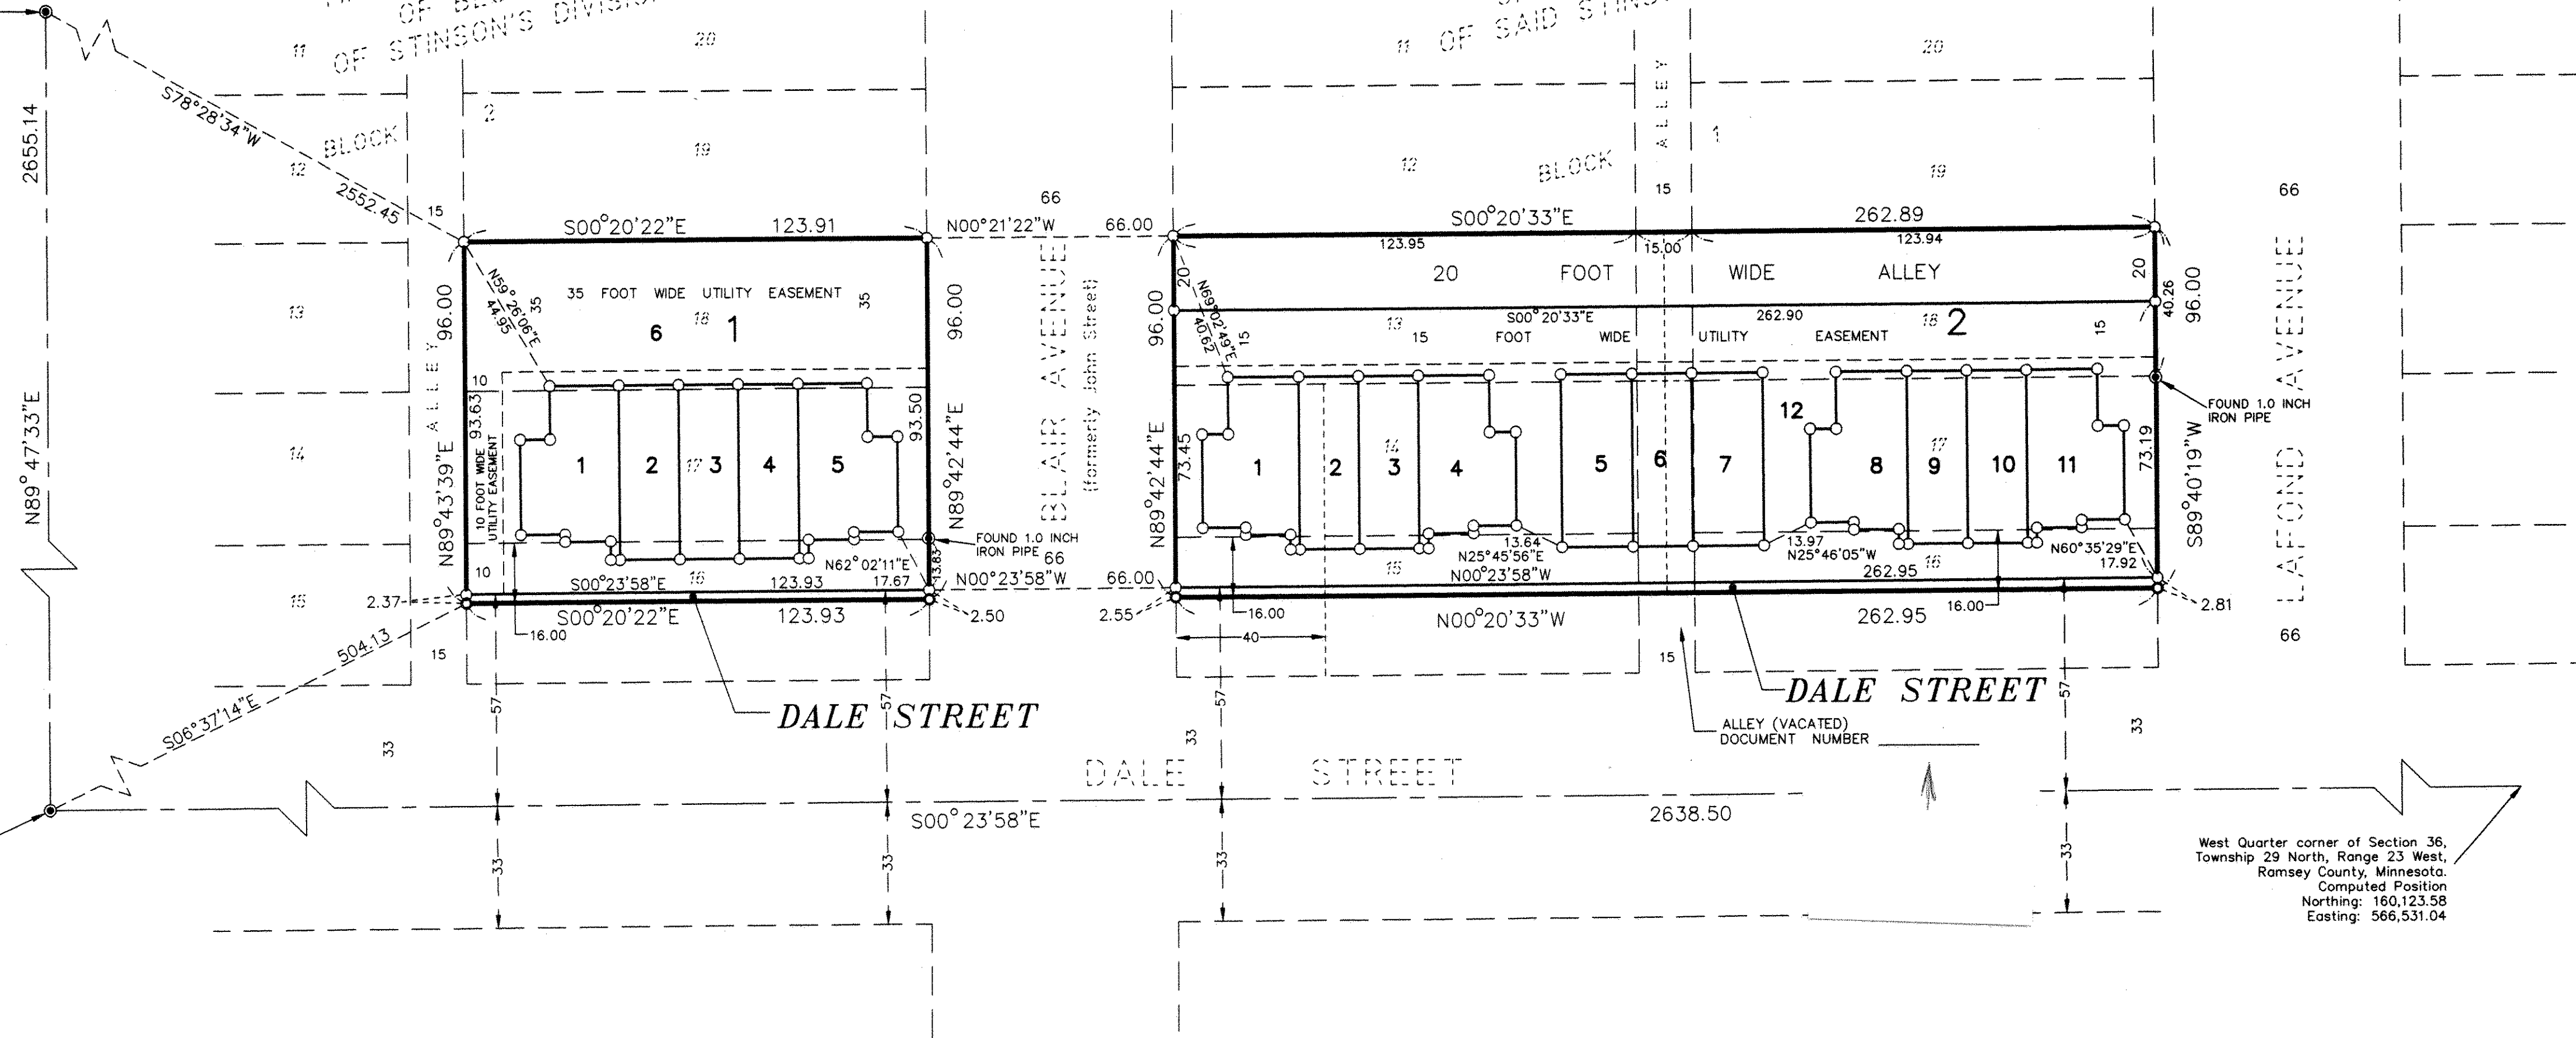 OF STINSON'S DIVISION
OF SAID
11
20
11
20
2655.14
S78°28'34"W
2552.45
BLOCK
2
12
19
12
BLOCK
ALLEY
1
19
15
15
66
66
S00°20'22"E 123.91
N00°21'22"W 66.00
S00°20'33"E 262.89
123.95
15.00
123.94
20 FOOT WIDE ALLEY
20
20
N59°26'06"E
44.95
35
35 FOOT WIDE UTILITY EASEMENT
35
6
18
1
96.00
96.00
96.00
96.00
40.26
N69°02'49"E
40.62
13
13
S00°20'33"E
262.90
18
2
15
15 FOOT WIDE UTILITY EASEMENT
15
ALLEY
N89°43'39"E
93.63
10
10 FOOT WIDE
UTILITY EASEMENT
93.50
N89°42'44"E
BLAIR AVENUE
(formerly John Street)
N89°42'44"E
73.45
73.19
S89°40'19"W
LAFOND AVENUE
FOUND 1.0 INCH
IRON PIPE
N89°47'33"E
14
1
2
17
3
4
5
1
2
14
3
4
5
6
7
12
8
17
9
10
11
FOUND 1.0 INCH
IRON PIPE
66
10
N62°02'11"E
17.67
13.83
13.64
N25°45'56"E
13.97
N25°46'05"W
N60°35'29"E
17.92
15
16
15
16
S00°23'58"E 123.93
N00°23'58"W 66.00
N00°23'58"W 262.95
2.37
2.50
2.55
2.81
S00°20'22"E 123.93
N00°20'33"W 262.95
16.00
16.00
16.00
40
66
504.13
S06°37'14"E
15
15
57
57
57
57
DALE STREET
DALE STREET
ALLEY (VACATED)
DOCUMENT NUMBER
33
33
33
DALE STREET
S00°23'58"E
2638.50
33
33
33
33
West Quarter corner of Section 36,
Township 29 North, Range 23 West,
Ramsey County, Minnesota.
Computed Position
Northing: 160,123.58
Easting: 566,531.04